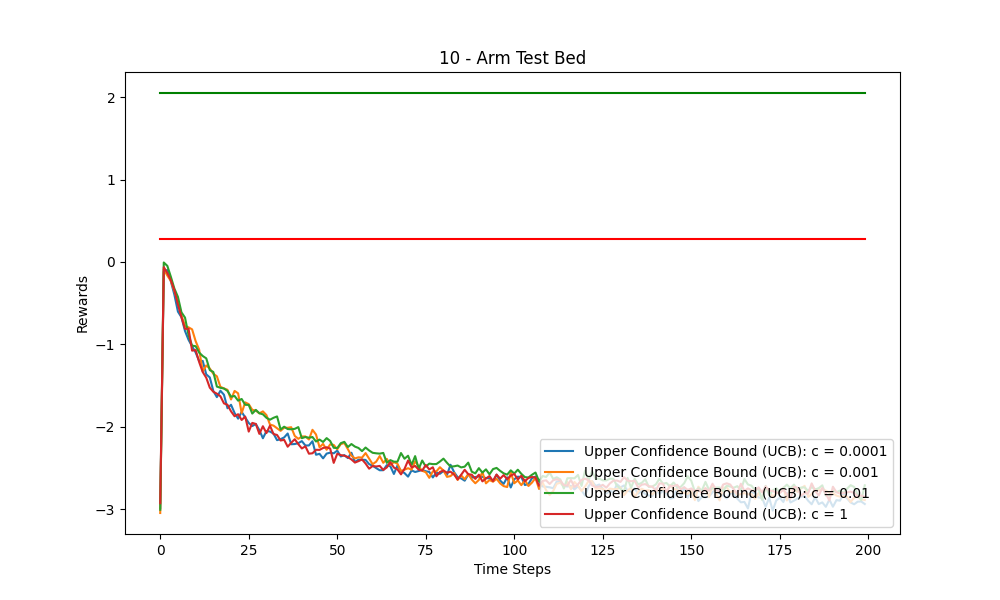 10 - Arm Test Bed
Rewards
2
1
0
−1
−2
−3
Upper Confidence Bound (UCB): c = 0.0001
Upper Confidence Bound (UCB): c = 0.001
Upper Confidence Bound (UCB): c = 0.01
Upper Confidence Bound (UCB): c = 1
0 25 50 75 100 125 150 175 200
Time Steps